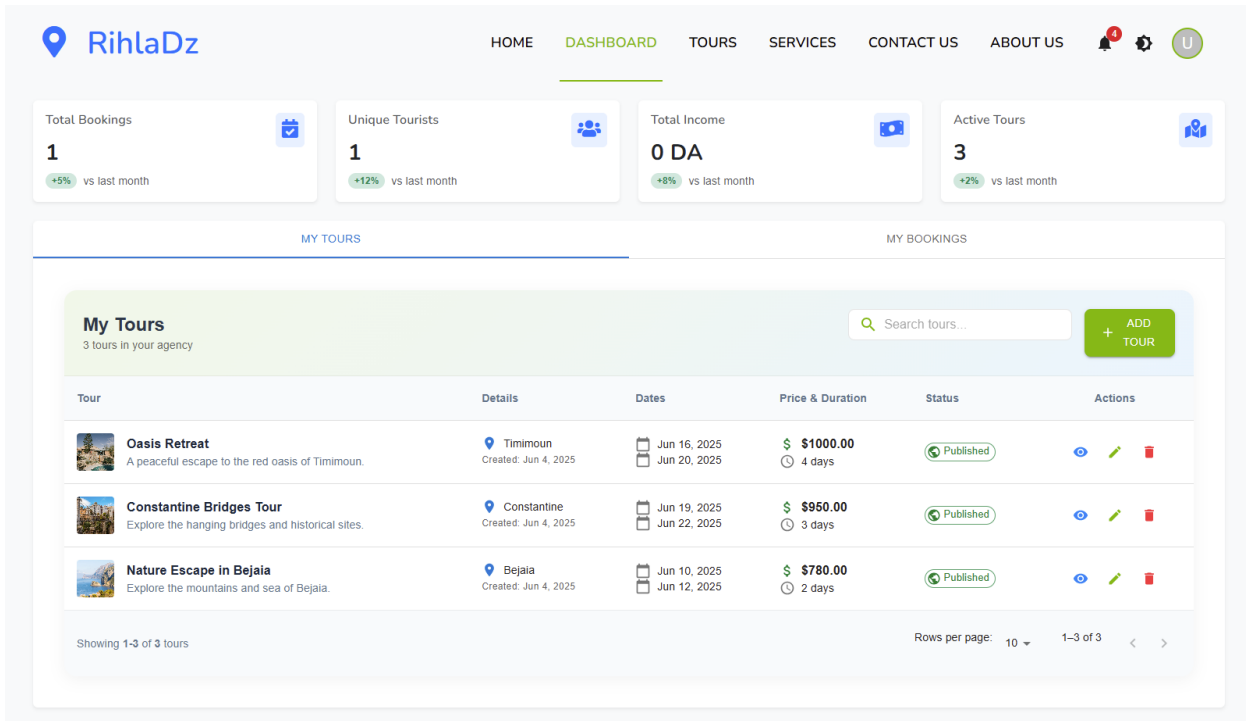 RihlaDz
HOME DASHBOARD TOURS SERVICES CONTACT US ABOUT US 4 U
Total Bookings
1
+5% vs last month
Unique Tourists
1
+12% vs last month
Total Income
0 DA
+8% vs last month
Active Tours
3
+2% vs last month
MY TOURS MY BOOKINGS
My Tours
3 tours in your agency
Search tours...
+ ADD
TOUR
Tour Details Dates Price & Duration Status Actions
Oasis Retreat
A peaceful escape to the red oasis of Timimoun.
Timimoun
Created: Jun 4, 2025
Jun 16, 2025
Jun 20, 2025
$ $1000.00
4 days
Published
Constantine Bridges Tour
Explore the hanging bridges and historical sites.
Constantine
Created: Jun 4, 2025
Jun 19, 2025
Jun 22, 2025
$ $950.00
3 days
Published
Nature Escape in Bejaia
Explore the mountains and sea of Bejaia.
Bejaia
Created: Jun 4, 2025
Jun 10, 2025
Jun 12, 2025
$ $780.00
2 days
Published
Showing 1-3 of 3 tours
Rows per page: 10 1–3 of 3